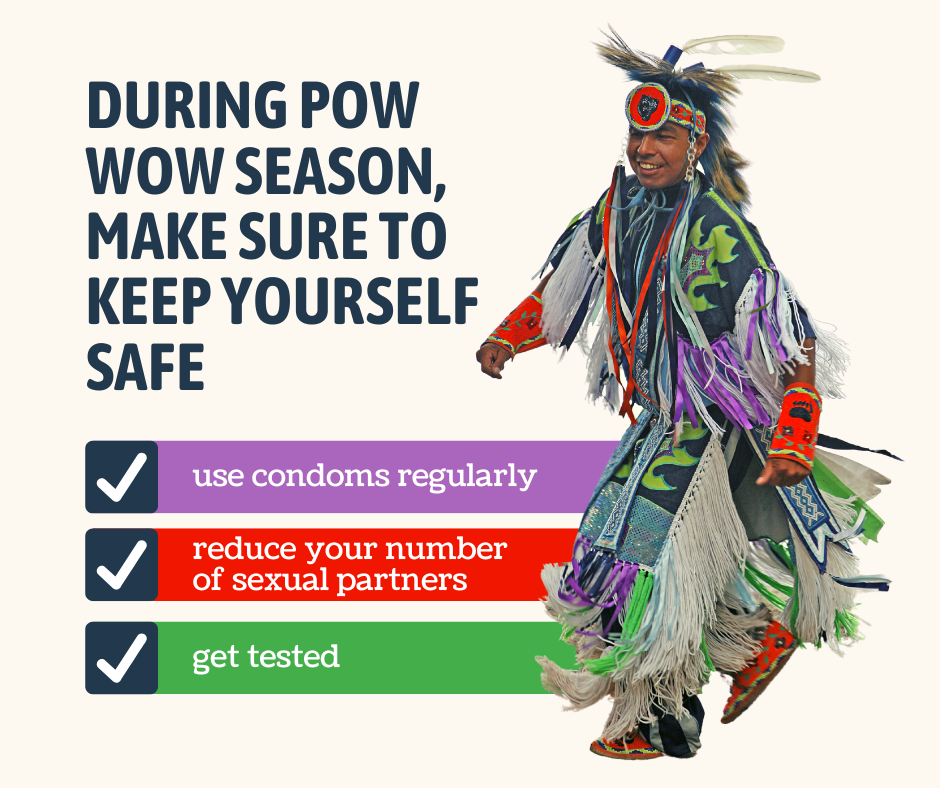 DURING POW
WOW SEASON,
MAKE SURE TO
KEEP YOURSELF
SAFE
use condoms regularly
reduce your number
of sexual partners
get tested